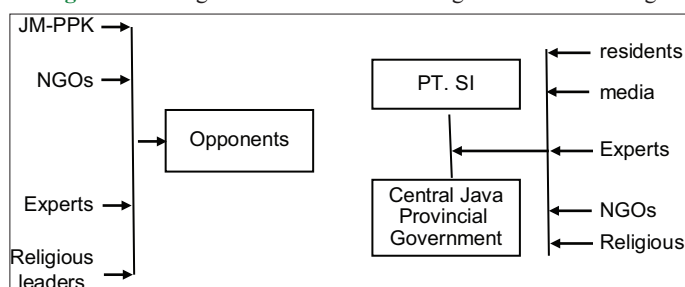 JM-PPK
NGOs
Experts
Religious
leaders
Opponents
PT. SI
Central Java
Provincial
Government
residents
media
Experts
NGOs
Religious